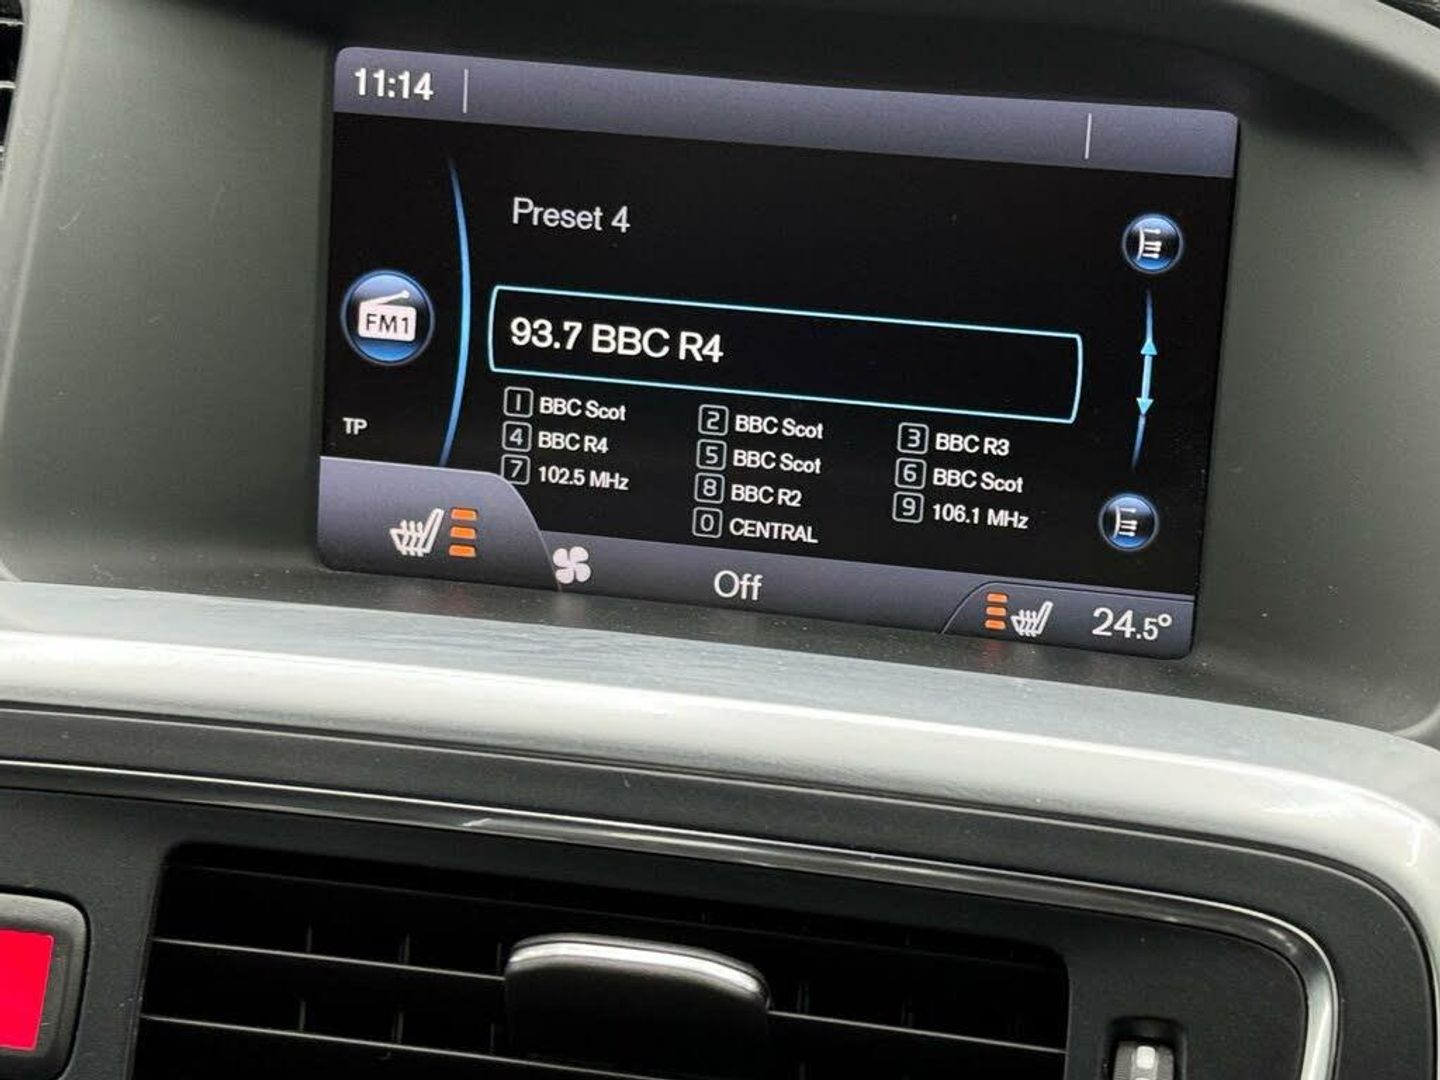 11:14
Preset 4
FM1
93.7 BBC R4
TP
1 BBC Scot 2 BBC Scot 3 BBC R3
4 BBC R4 5 BBC Scot 6 BBC Scot
7 102.5 MHz 8 BBC R2 9 106.1 MHz
0 CENTRAL
Off
24.5°